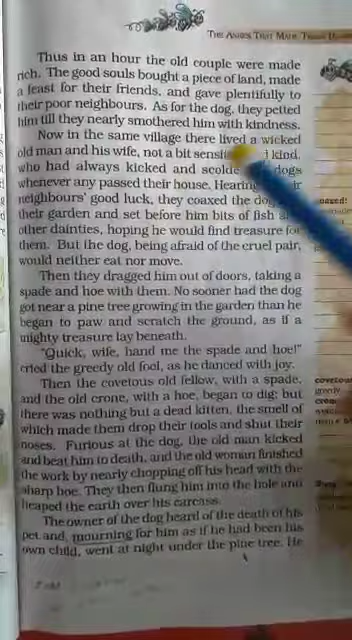 THE ASHES THAT MADE TREES
Thus in an hour the old couple were made
rich. The good souls bought a piece of land, made
a feast for their friends, and gave plentifully to
their poor neighbours. As for the dog, they petted
him till they nearly smothered him with kindness.
Now in the same village there lived a wicked
old man and his wife, not a bit kind,
who had always kicked and dogs
whenever any passed their house.
neighbours' good luck, they coaxed the
their garden and set before him bits of fish
other dainties, hoping he would find treasure for
them. But the dog, being afraid of the cruel pair,
would neither eat nor move.
Then they dragged him out of doors, taking a
spade and hoe with them. No sooner had the dog
got near a pine tree growing in the garden than he
began to paw and scratch the ground, as if a
mighty treasure lay beneath.
"Quick, wife, hand me the spade and hoe!"
cried the greedy old fool, as he danced with joy.
Then the covetous old fellow, with a spade,
and the old crone, with a hoe, began to dig; but
there was nothing but a dead kitten, the smell of
which made them drop their tools and shut their
noses. Furious at the dog, the old man kicked
and beat him to death, and the old woman finished
the work by nearly chopping off his head with the
sharp hoe. They then flung him into the hole and
heaped the earth over his carcass.
The owner of the dog heard of the death of his
pet and, mourning for him as if he had been his
own child, went at night under the pine tree. He